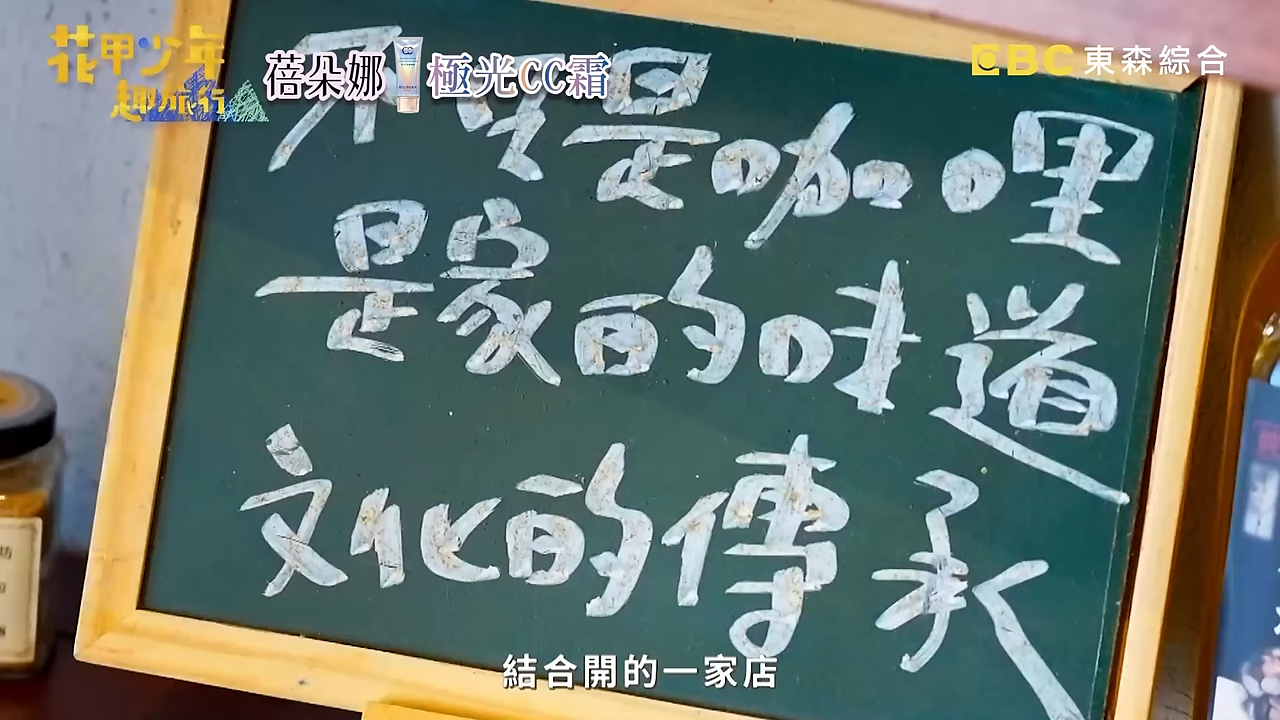 花甲少年
趣旅行
蓓朵娜 極光CC霜
EBC 東森綜合
不只是咖哩
是家的味道
文化的傳承
結合開的一家店